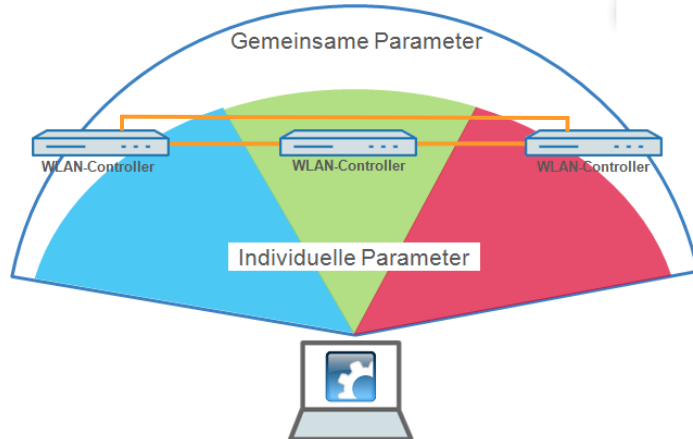 Gemeinsame Parameter
WLAN-Controller
WLAN-Controller
WLAN-Controller
Individuelle Parameter